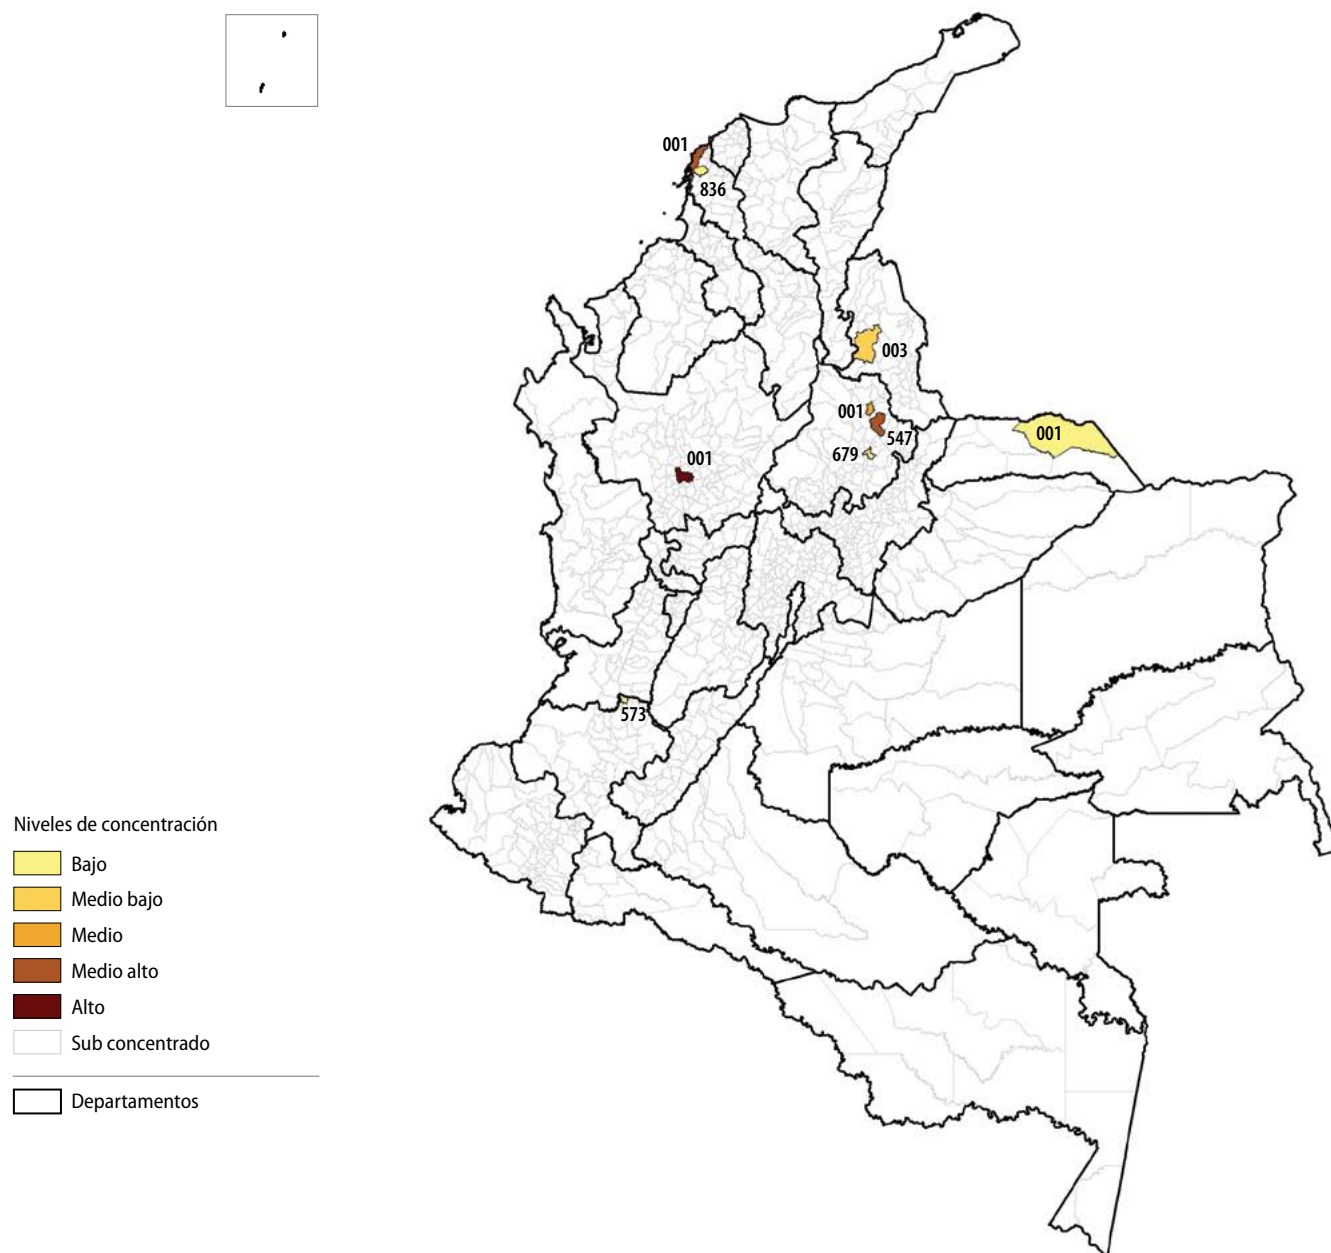 001
836
003
001
547
679
001
001
573
Niveles de concentración
Bajo
Medio bajo
Medio
Medio alto
Alto
Sub concentrado
Departamentos